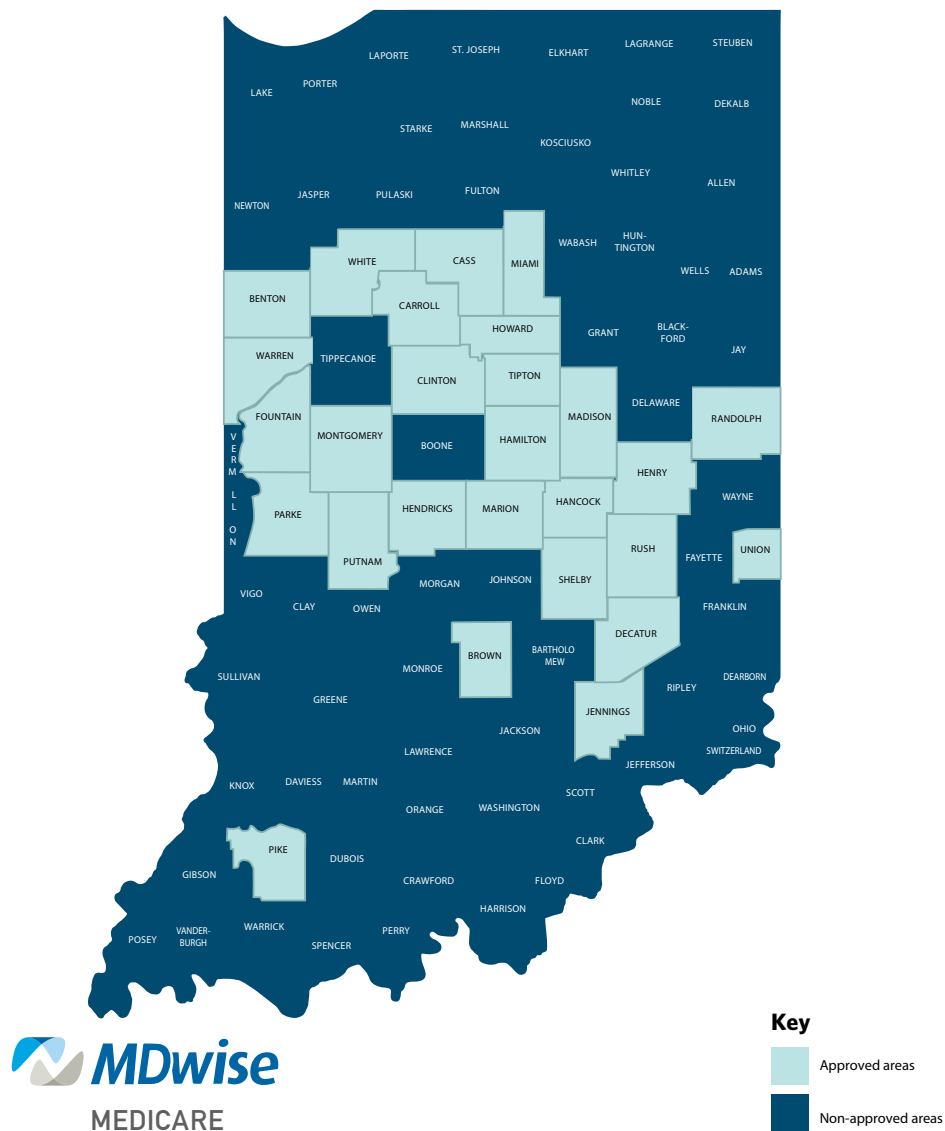 LAPORTE
ST. JOSEPH
ELKHART
LAGRANGE
STEUBEN
LAKE
PORTER
NOBLE
DEKALB
STARKE
MARSHALL
KOSCIUSKO
WHITLEY
ALLEN
NEWTON
JASPER
PULASKI
FULTON
WABASH
HUN-
TINGTON
WHITE
CASS
MIAMI
WELLS
ADAMS
BENTON
CARROLL
HOWARD
GRANT
BLACK-
FORD
JAY
WARREN
TIPPECANOE
CLINTON
TIPTON
DELAWARE
FOUNTAIN
MONTGOMERY
BOONE
HAMILTON
MADISON
RANDOLPH
V
E
R
M
I
LL
L
ON
HENRY
WAYNE
PARKE
HENDRICKS
MARION
HANCOCK
PUTNAM
RUSH
FAYETTE
UNION
MORGAN
JOHNSON
SHELBY
VIGO
CLAY
OWEN
FRANKLIN
DECATUR
BROWN
BARTHOLO
MEW
MONROE
SULLIVAN
GREENE
RIPLEY
DEARBORN
JENNINGS
JACKSON
OHIO
LAWRENCE
SWITZERLAND
JEFFERSON
KNOX
DAVIESS
MARTIN
SCOTT
ORANGE
WASHINGTON
CLARK
PIKE
DUBOIS
GIBSON
CRAWFORD
FLOYD
HARRISON
POSEY
VANDER-
BURGH
WARRICK
SPENCER
PERRY
MDwise
MEDICARE
Key
Approved areas
Non-approved areas